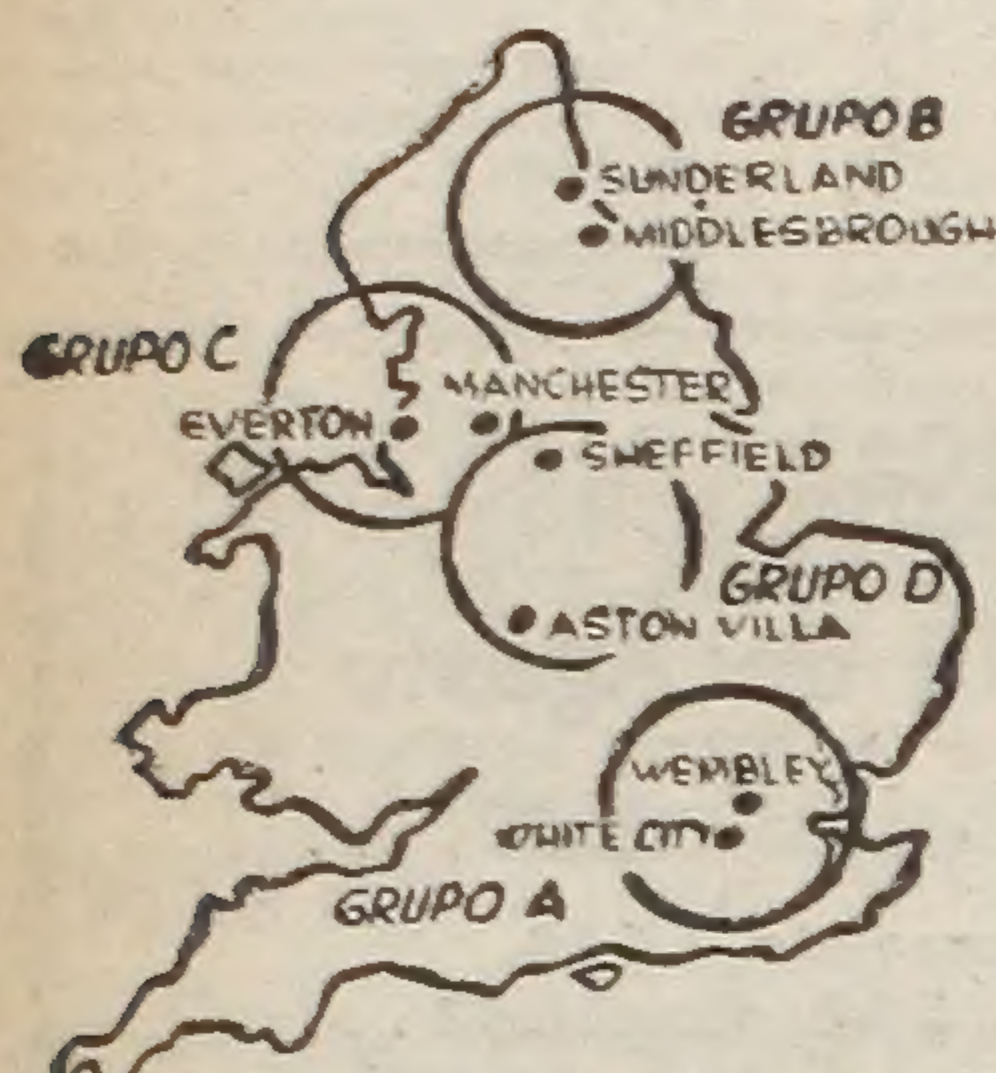 GRUPO B
SUNDERLAND
MIDDLESBROUGH
GRUPO C
MANCHESTER
EVERTON
SHEFFIELD
GRUPO D
ASTON VILLA
WEMBLEY
WHITE CITY
GRUPO A